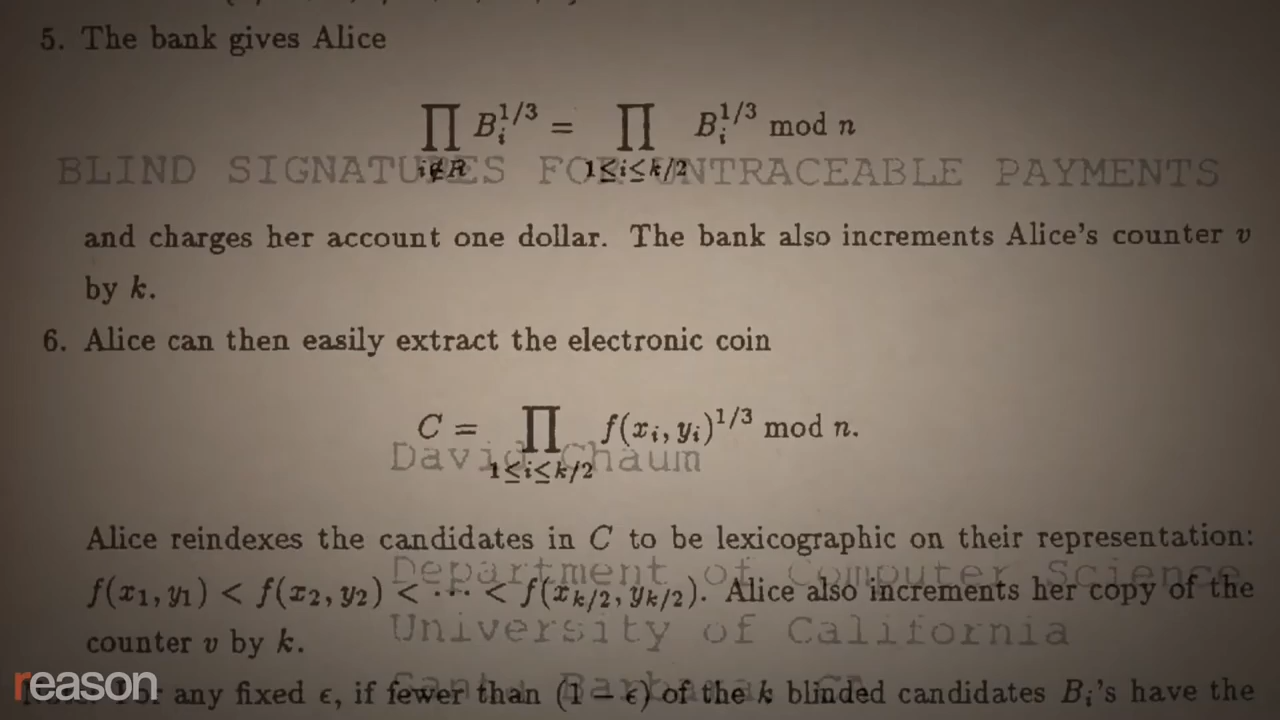 5. The bank gives Alice
∏ B_i^{1/3} = ∏ B_i^{1/3} mod n
i∉R 1≤i≤k/2
BLIND SIGNATURES FOR UNTRACEABLE PAYMENTS
and charges her account one dollar. The bank also increments Alice's counter v
by k.
6. Alice can then easily extract the electronic coin
C = ∏ f(x_i, y_i)^{1/3} mod n.
1≤i≤k/2
David Chaum
Alice reindexes the candidates in C to be lexicographic on their representation:
Department of Computer Science
f(x_1, y_1) < f(x_2, y_2) < ··· < f(x_{k/2}, y_{k/2}). Alice also increments her copy of the
University of California
counter v by k.
Santa Barbara, CA
reason
For any fixed ϵ, if fewer than (1 − ϵ) of the k blinded candidates B_i's have the